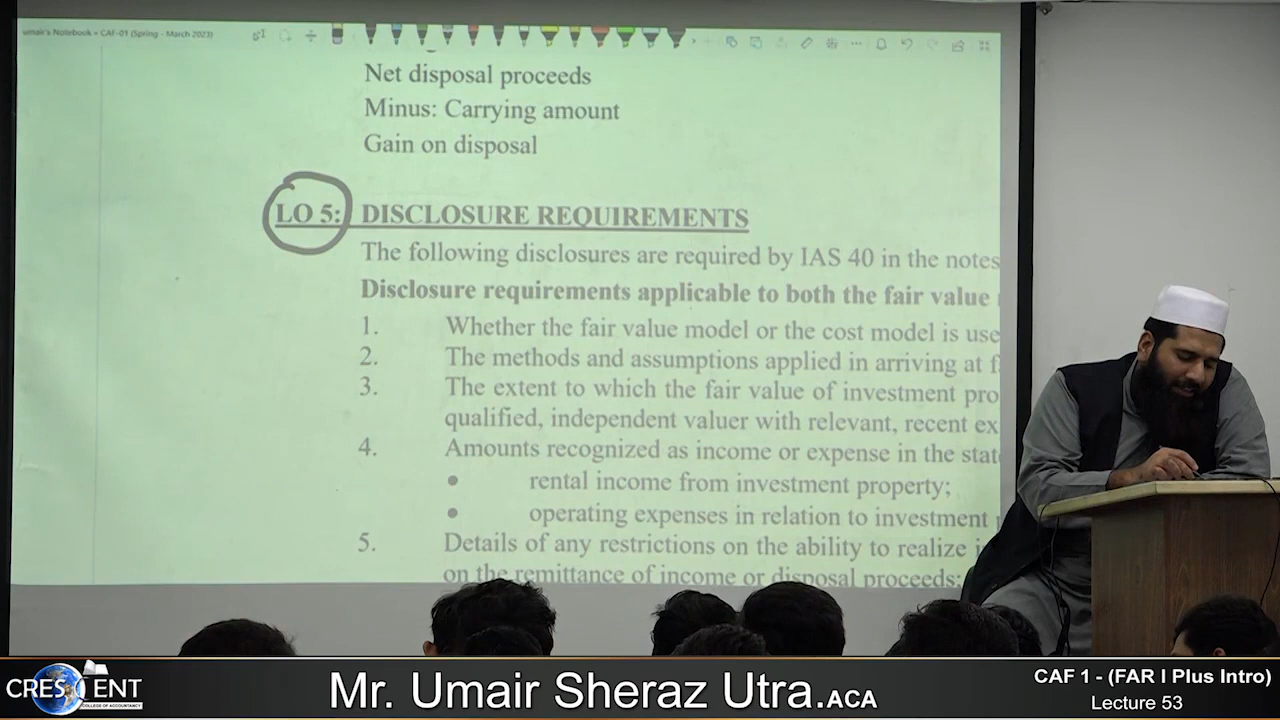 umair's Notebook » CAF-01 (Spring - March 2023)
Net disposal proceeds
Minus: Carrying amount
Gain on disposal
LO 5: DISCLOSURE REQUIREMENTS
The following disclosures are required by IAS 40 in the notes
Disclosure requirements applicable to both the fair value
1. Whether the fair value model or the cost model is use
2. The methods and assumptions applied in arriving at f
3. The extent to which the fair value of investment pro
qualified, independent valuer with relevant, recent ex
4. Amounts recognized as income or expense in the stat
• rental income from investment property;
• operating expenses in relation to investment
5. Details of any restrictions on the ability to realize i
on the remittance of income or disposal proceeds;
CRESCENT
COLLEGE OF ACCOUNTANCY
Mr. Umair Sheraz Utra.ACA
CAF 1 - (FAR I Plus Intro)
Lecture 53